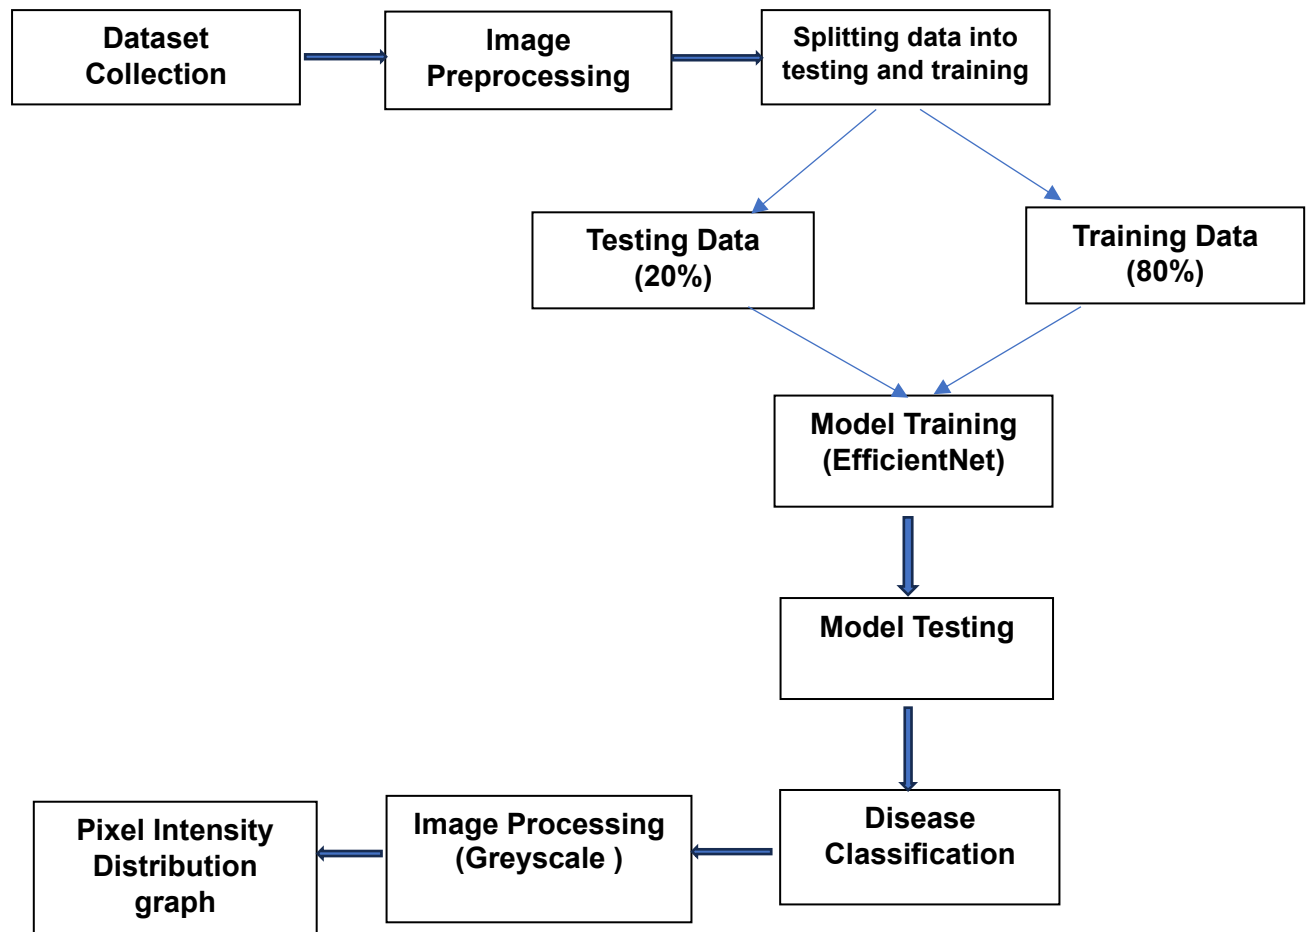 Dataset
Collection
Image
Preprocessing
Splitting data into
testing and training
Testing Data
(20%)
Training Data
(80%)
Model Training
(EfficientNet)
Model Testing
Disease
Classification
Image Processing
(Greyscale )
Pixel Intensity
Distribution
graph